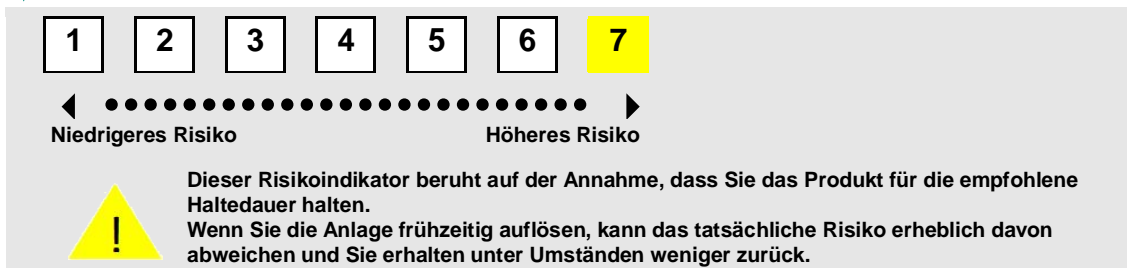 1 2 3 4 5 6 7
Niedrigeres Risiko Höheres Risiko
Dieser Risikoindikator beruht auf der Annahme, dass Sie das Produkt für die empfohlene
Haltedauer halten.
!
Wenn Sie die Anlage frühzeitig auflösen, kann das tatsächliche Risiko erheblich davon
abweichen und Sie erhalten unter Umständen weniger zurück.